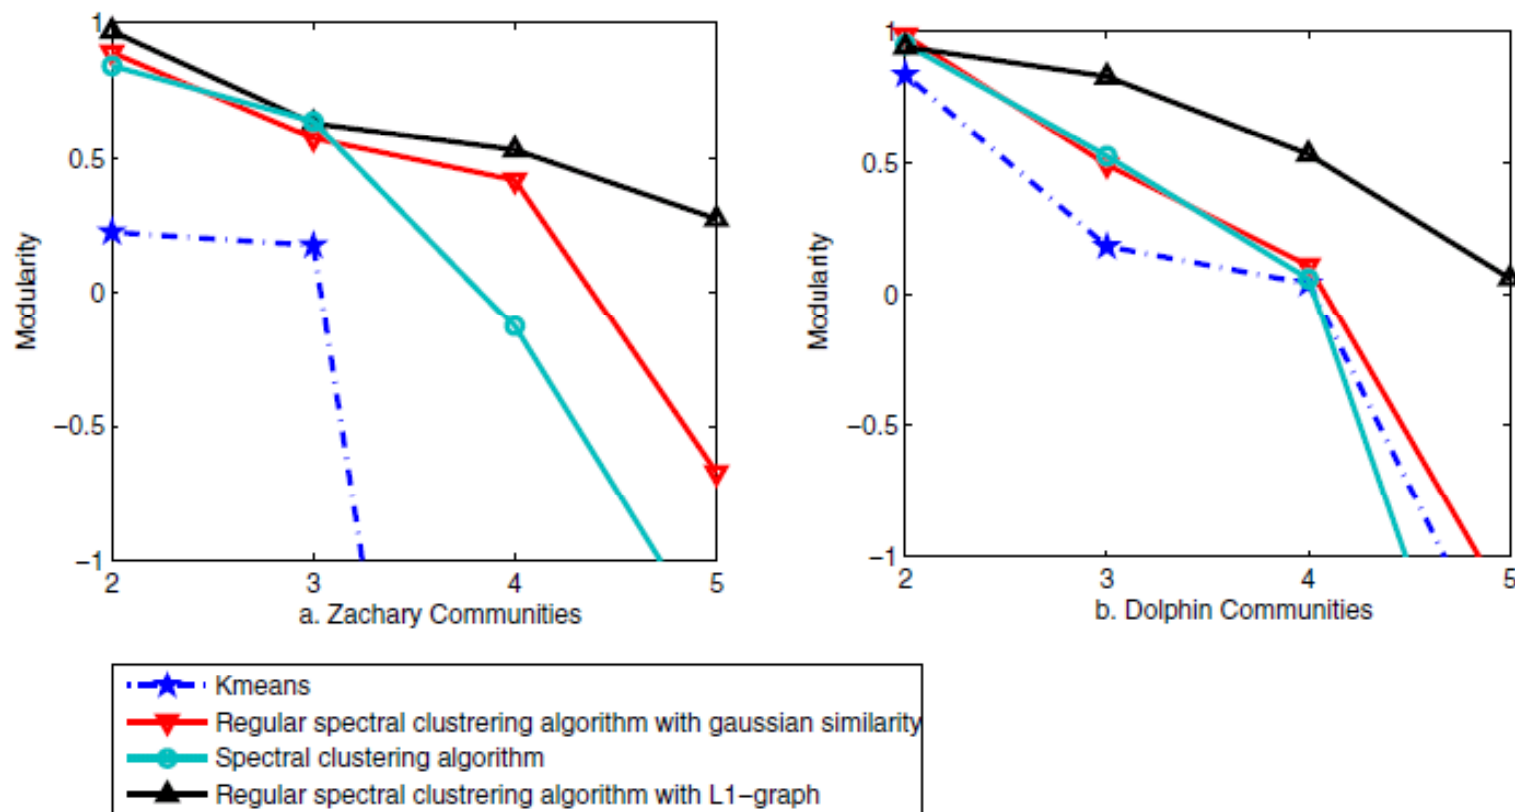 1
0.5
0
−0.5
−1
Modularity
2 3 4 5
a. Zachary Communities
1
0.5
0
−0.5
−1
Modularity
2 3 4 5
b. Dolphin Communities
Kmeans
Regular spectral clustrering algorithm with gaussian similarity
Spectral clustering algorithm
Regular spectral clustrering algorithm with L1−graph